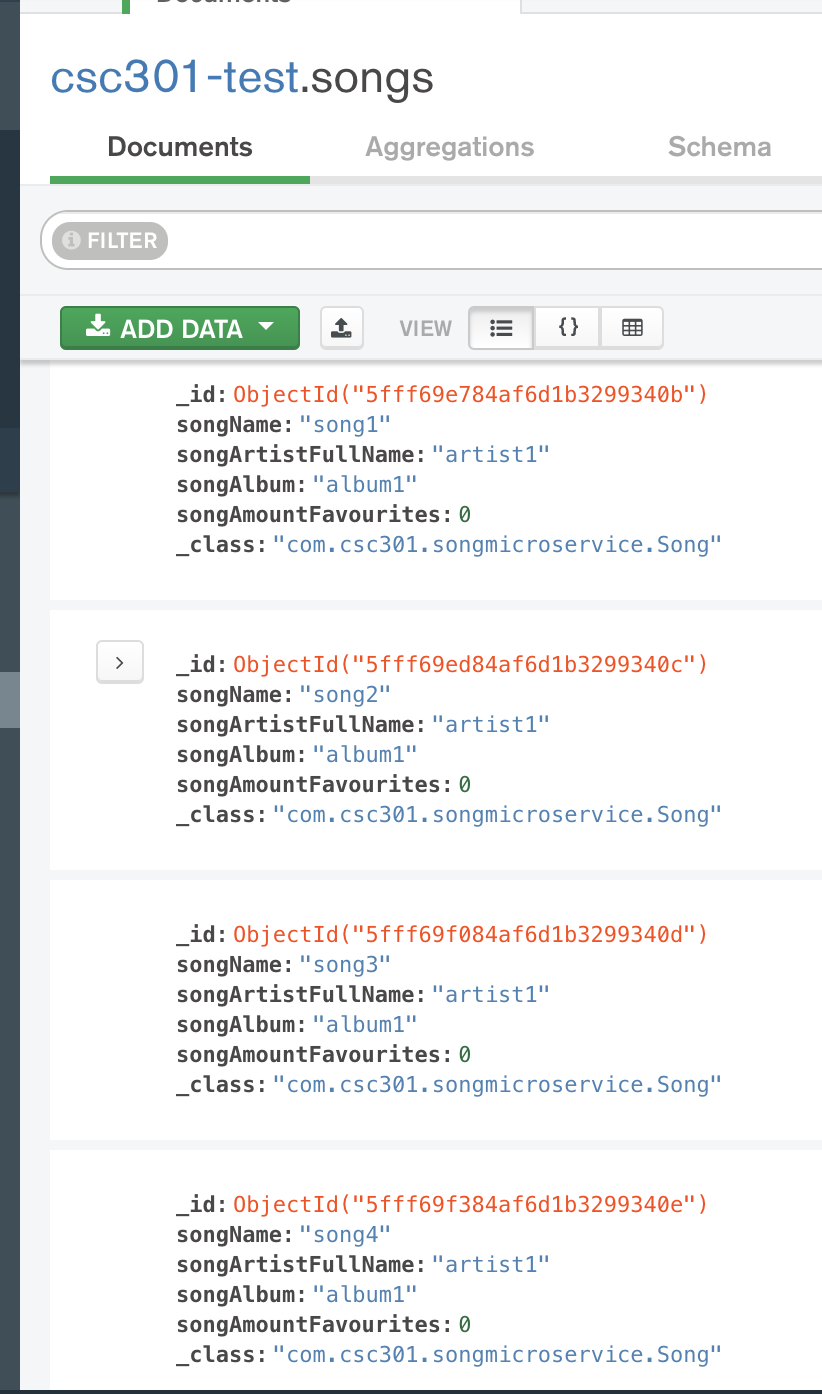 Documents
csc301-test.songs
Documents Aggregations Schema
FILTER
ADD DATA VIEW { }
_id: ObjectId("5fff69e784af6d1b3299340b")
songName: "song1"
songArtistFullName: "artist1"
songAlbum: "album1"
songAmountFavourites: 0
_class: "com.csc301.songmicroservice.Song"
_id: ObjectId("5fff69ed84af6d1b3299340c")
songName: "song2"
songArtistFullName: "artist1"
songAlbum: "album1"
songAmountFavourites: 0
_class: "com.csc301.songmicroservice.Song"
_id: ObjectId("5fff69f084af6d1b3299340d")
songName: "song3"
songArtistFullName: "artist1"
songAlbum: "album1"
songAmountFavourites: 0
_class: "com.csc301.songmicroservice.Song"
_id: ObjectId("5fff69f384af6d1b3299340e")
songName: "song4"
songArtistFullName: "artist1"
songAlbum: "album1"
songAmountFavourites: 0
_class: "com.csc301.songmicroservice.Song"